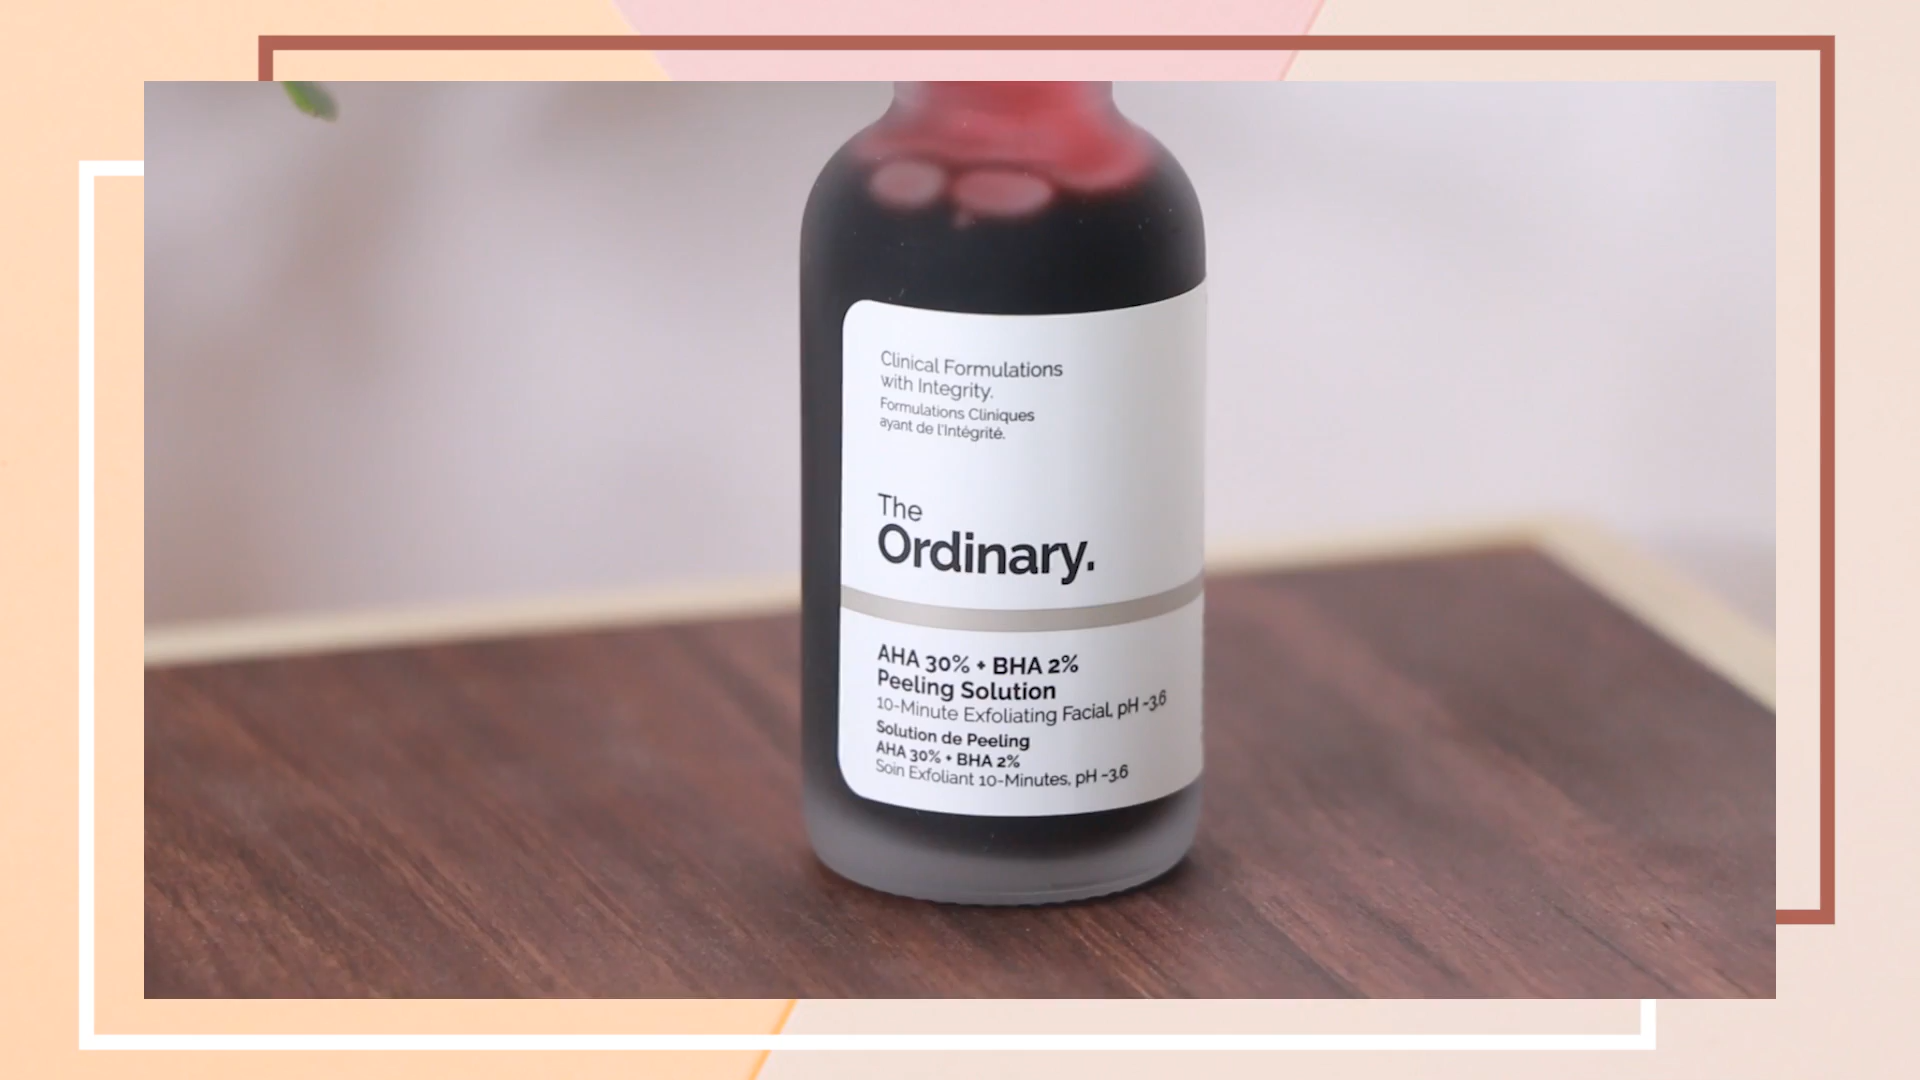 Clinical Formulations
with Integrity.
Formulations Cliniques
ayant de l'Intégrité.
The
Ordinary.
AHA 30% + BHA 2%
Peeling Solution
10-Minute Exfoliating Facial, pH ~3.6
Solution de Peeling
AHA 30% + BHA 2%
Soin Exfoliant 10-Minutes, pH ~3.6